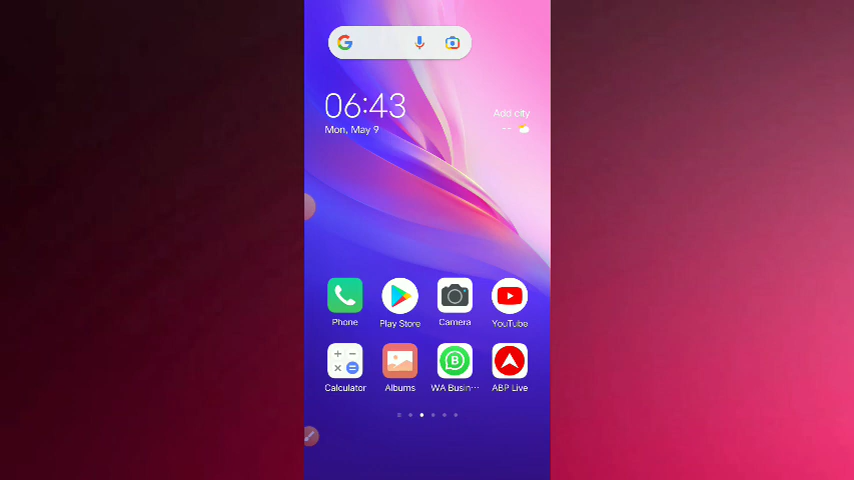 06:43
Mon, May 9
Add city
--
Phone
Play Store
Camera
YouTube
Calculator
Albums
WA Busin···
ABP Live